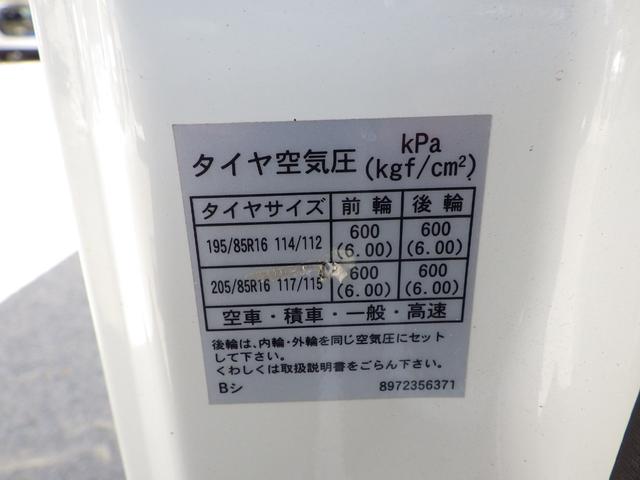 タイヤ空気圧 kPa
(kgf/cm²)
タイヤサイズ 前輪 後輪
195/85R16 114/112 600 (6.00) 600 (6.00)
205/85R16 117/115 600 (6.00) 600 (6.00)
空車・積車・一般・高速
後輪は、内輪・外輪を同じ空気圧にセット
して下さい。
くわしくは取扱説明書をごらん下さい。
Bシ 8972356371